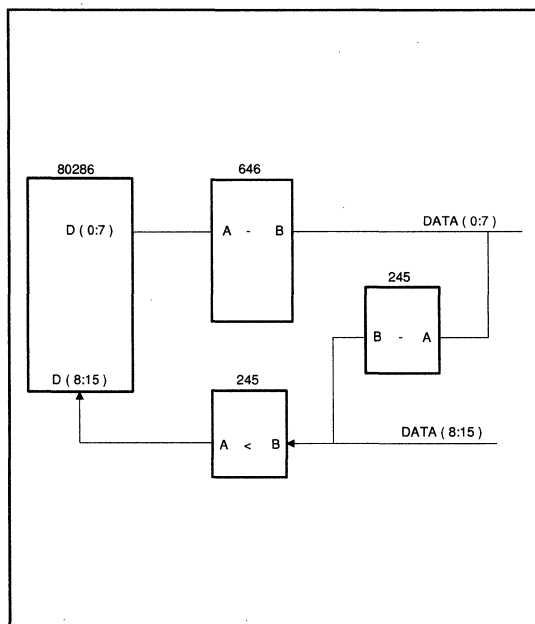 80286
646
D ( 0:7 )
A - B
DATA ( 0:7 )
245
B - A
D ( 8:15 )
245
A < B
DATA ( 8:15 )